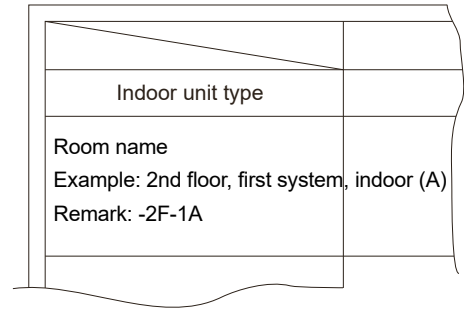 Indoor unit type
Room name
Example: 2nd floor, first system, indoor (A)
Remark: -2F-1A